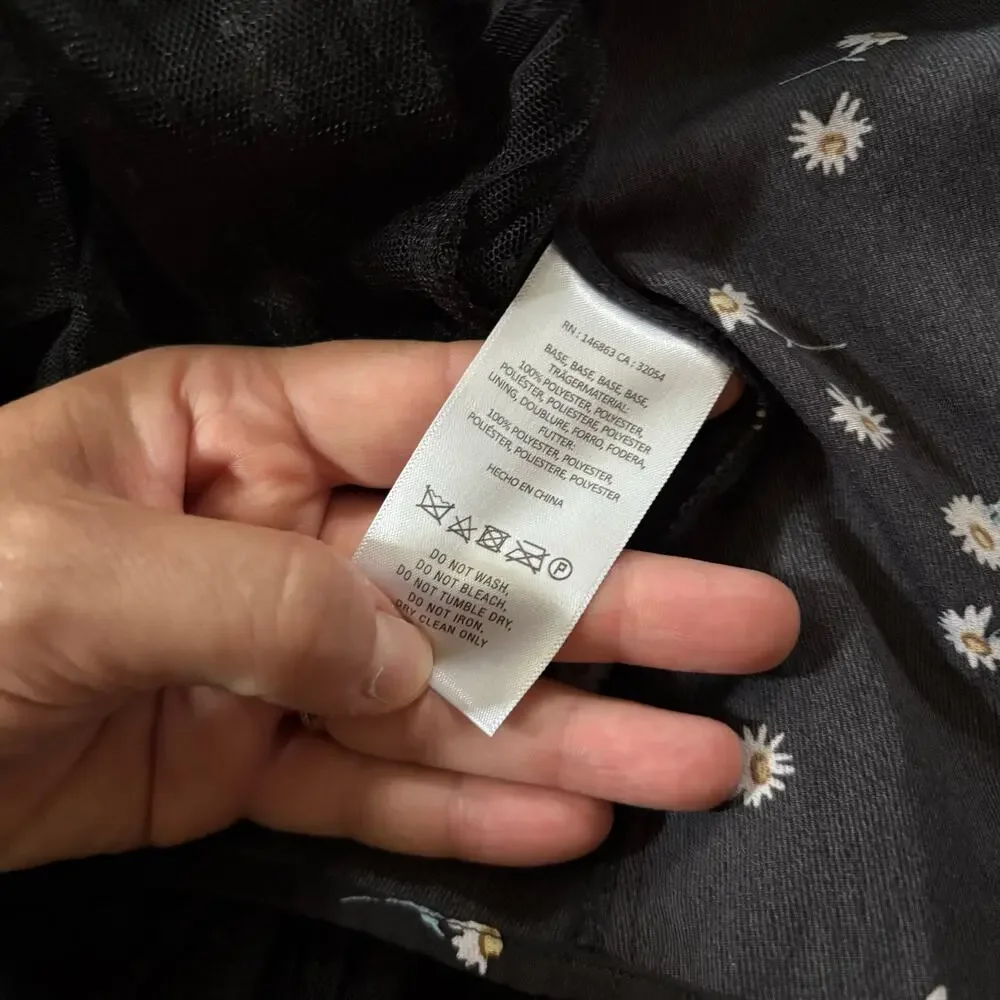 RN : 146863 CA : 32054
BASE, BASE, BASE, BASE,
TRÄGERMATERIAL:
100% POLYESTER, POLYESTER,
POLIÉSTER, POLIESTERE, POLYESTER
LINING, DOUBLURE, FORRO, FODERA,
FUTTER:
100% POLYESTER, POLYESTER,
POLIÉSTER, POLIESTERE, POLYESTER
HECHO EN CHINA
P
DO NOT WASH,
DO NOT BLEACH,
DO NOT TUMBLE DRY,
DO NOT IRON,
DRY CLEAN ONLY